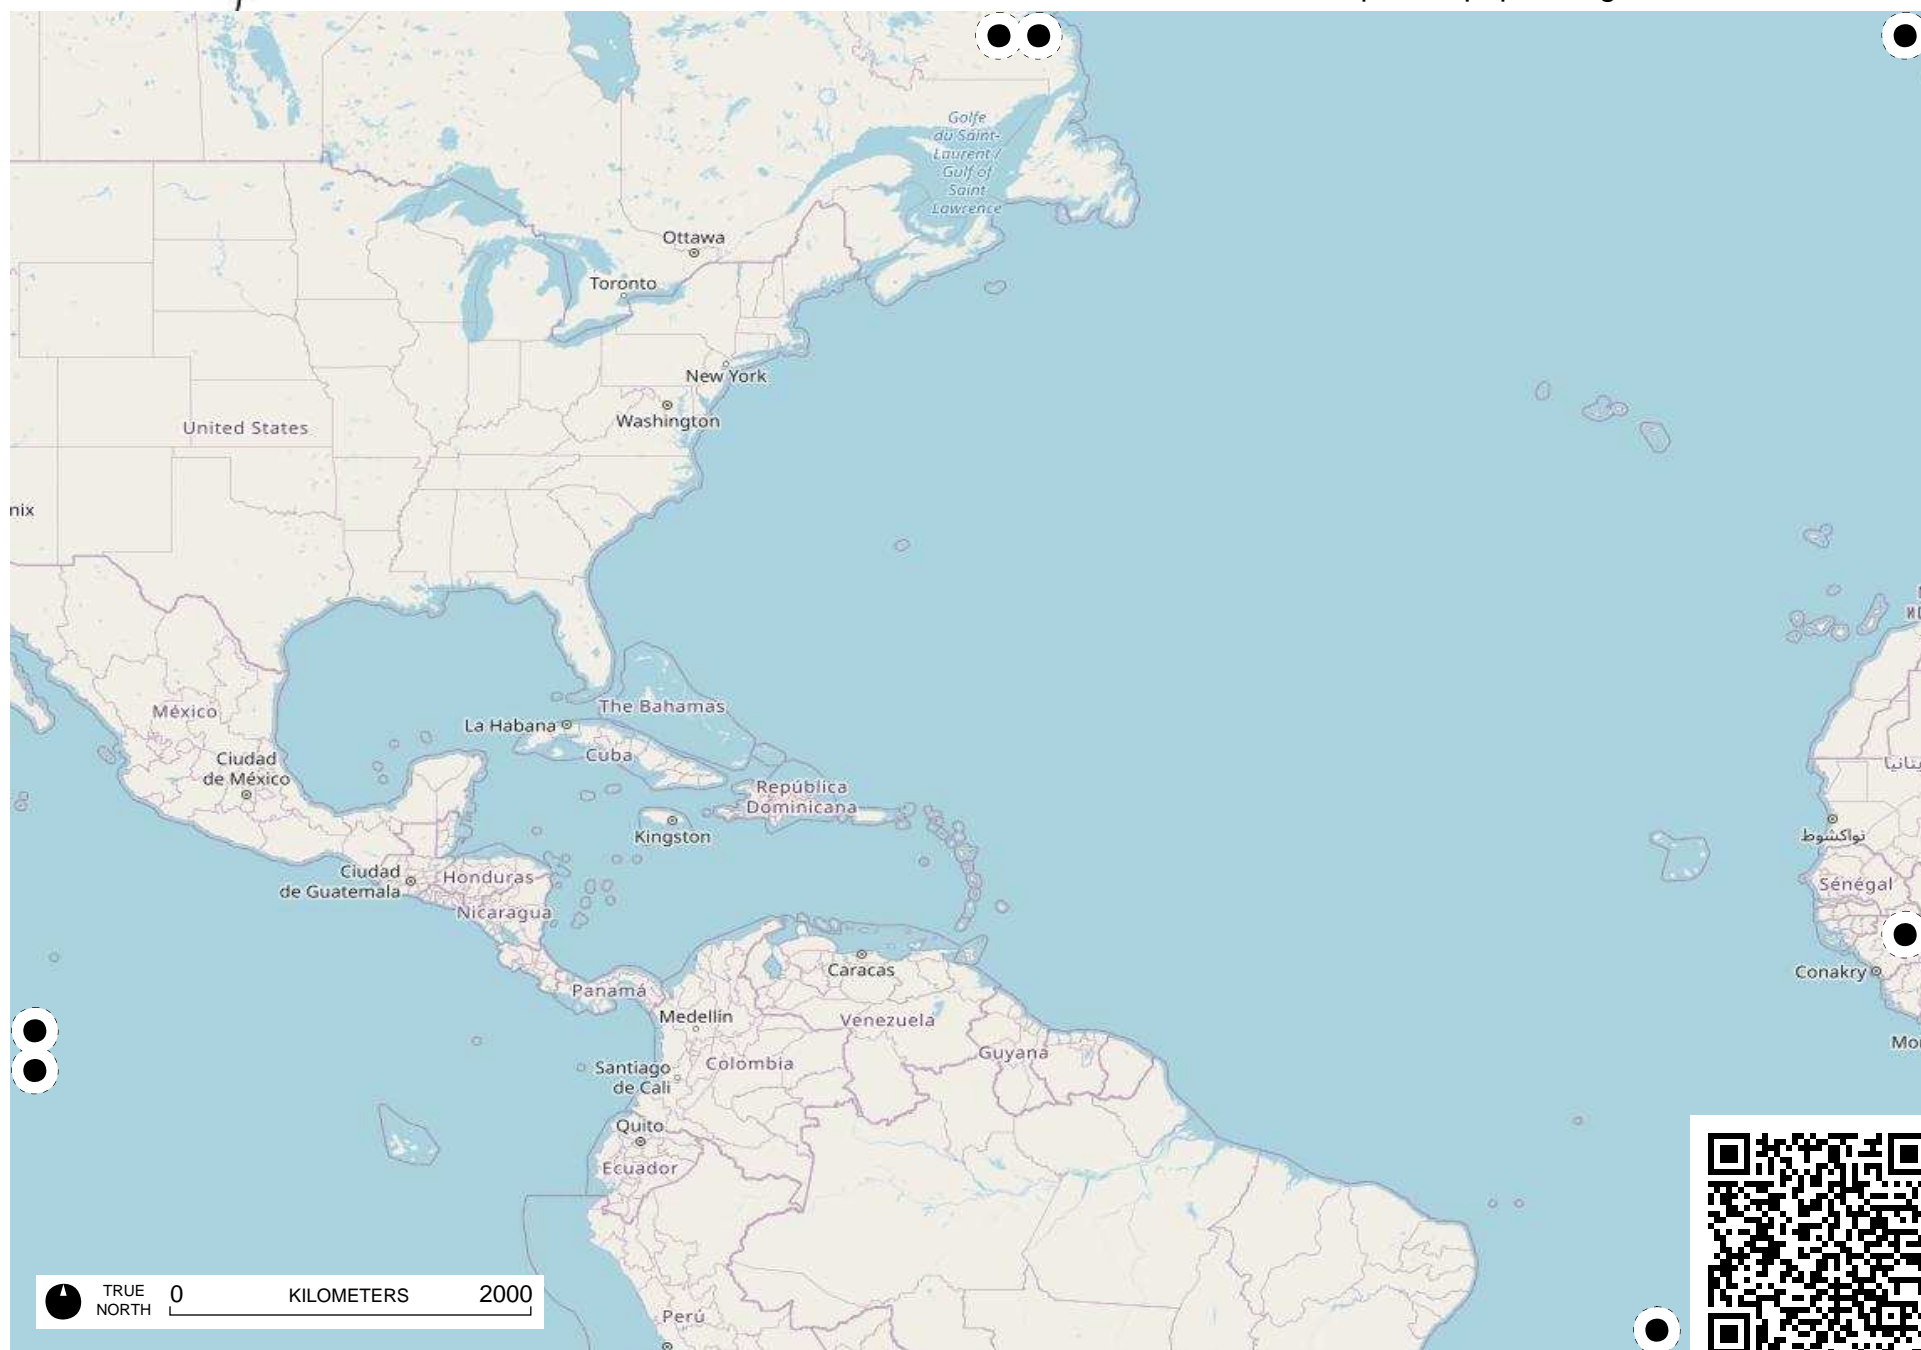 Golfe
du Saint-
Laurent /
Gulf of
Saint
Lawrence
Ottawa
Toronto
New York
Washington
United States
nix
The Bahamas
México
La Habana
Cuba
Ciudad
de México
República
Dominicana
Kingston
نواكشوط
Ciudad
de Guatemala
Honduras
Sénégal
Nicaragua
Caracas
Conakry
Panamá
Medellín
Venezuela
Guyana
Colombia
Santiago
de Cali
Quito
Ecuador
TRUE
NORTH
0 KILOMETERS 2000
Perú